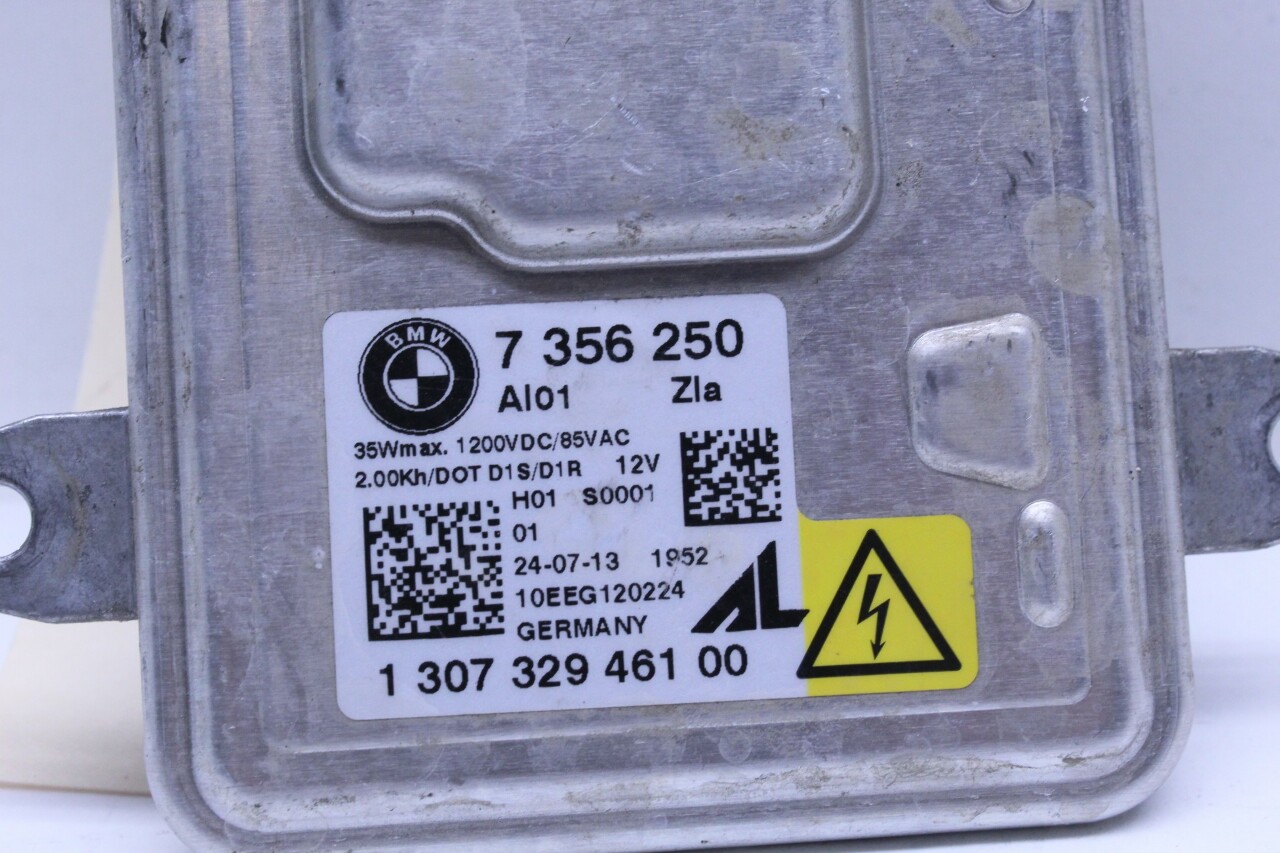 BMW
7 356 250
AI01 ZIa
35Wmax. 1200VDC/85VAC
2.00Kh/DOT D1S/D1R 12V
H01 S0001
01
24-07-13 1952
10EEG120224
GERMANY
AL
1 307 329 461 00